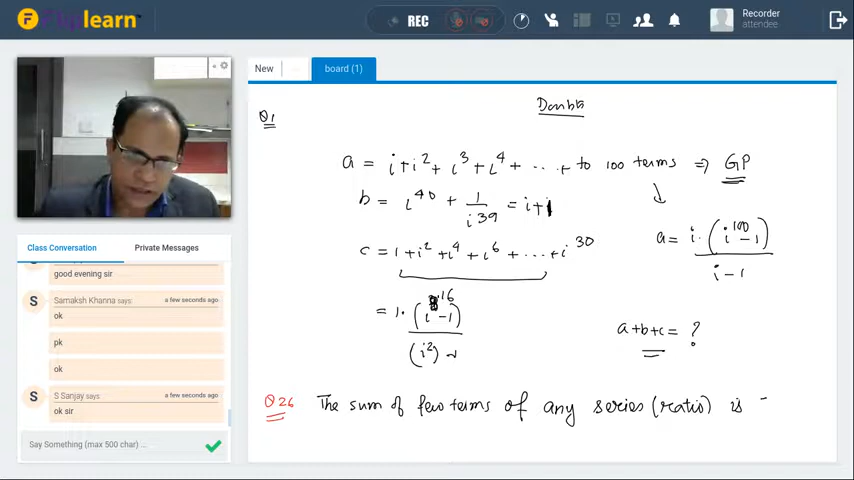 Fliplearn
REC
Recorder
attendee
New
board (1)
Class Conversation
Private Messages
good evening sir
S
Samaksh Khanna says:
a few seconds ago
ok
pk
ok
S
S Sanjay says:
a few seconds ago
ok sir
Say Something (max 500 char) ...
Doubts
Q1
a = i + i² + i³ + i⁴ + ..... + to 100 terms ⇒ GP
b = i⁴⁰ + 1/i³⁹ = i + 1
a = i·(i¹⁰⁰ − 1)/(i − 1)
c = 1 + i² + i⁴ + i⁶ + ..... + i³⁰
= 1·(i¹⁶ − 1)/(i²)
a + b + c = ?
Q26 The sum of few terms of any series (ratio) is